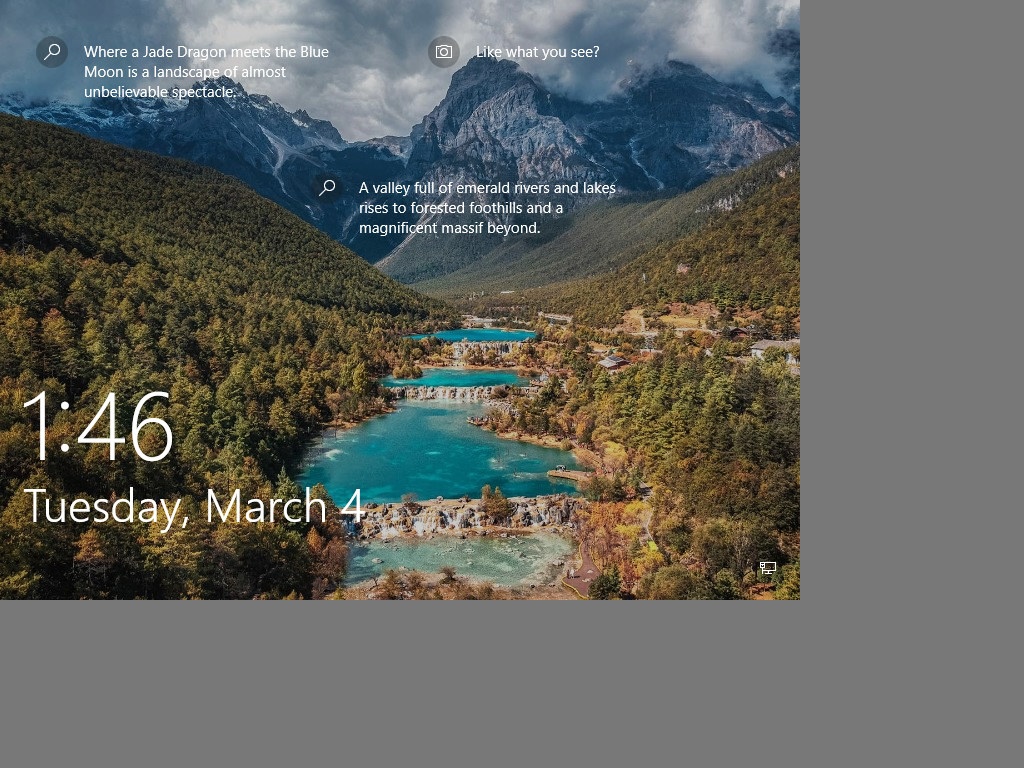 Where a Jade Dragon meets the Blue
Moon is a landscape of almost
unbelievable spectacle.
Like what you see?
A valley full of emerald rivers and lakes
rises to forested foothills and a
magnificent massif beyond.
1:46
Tuesday, March 4